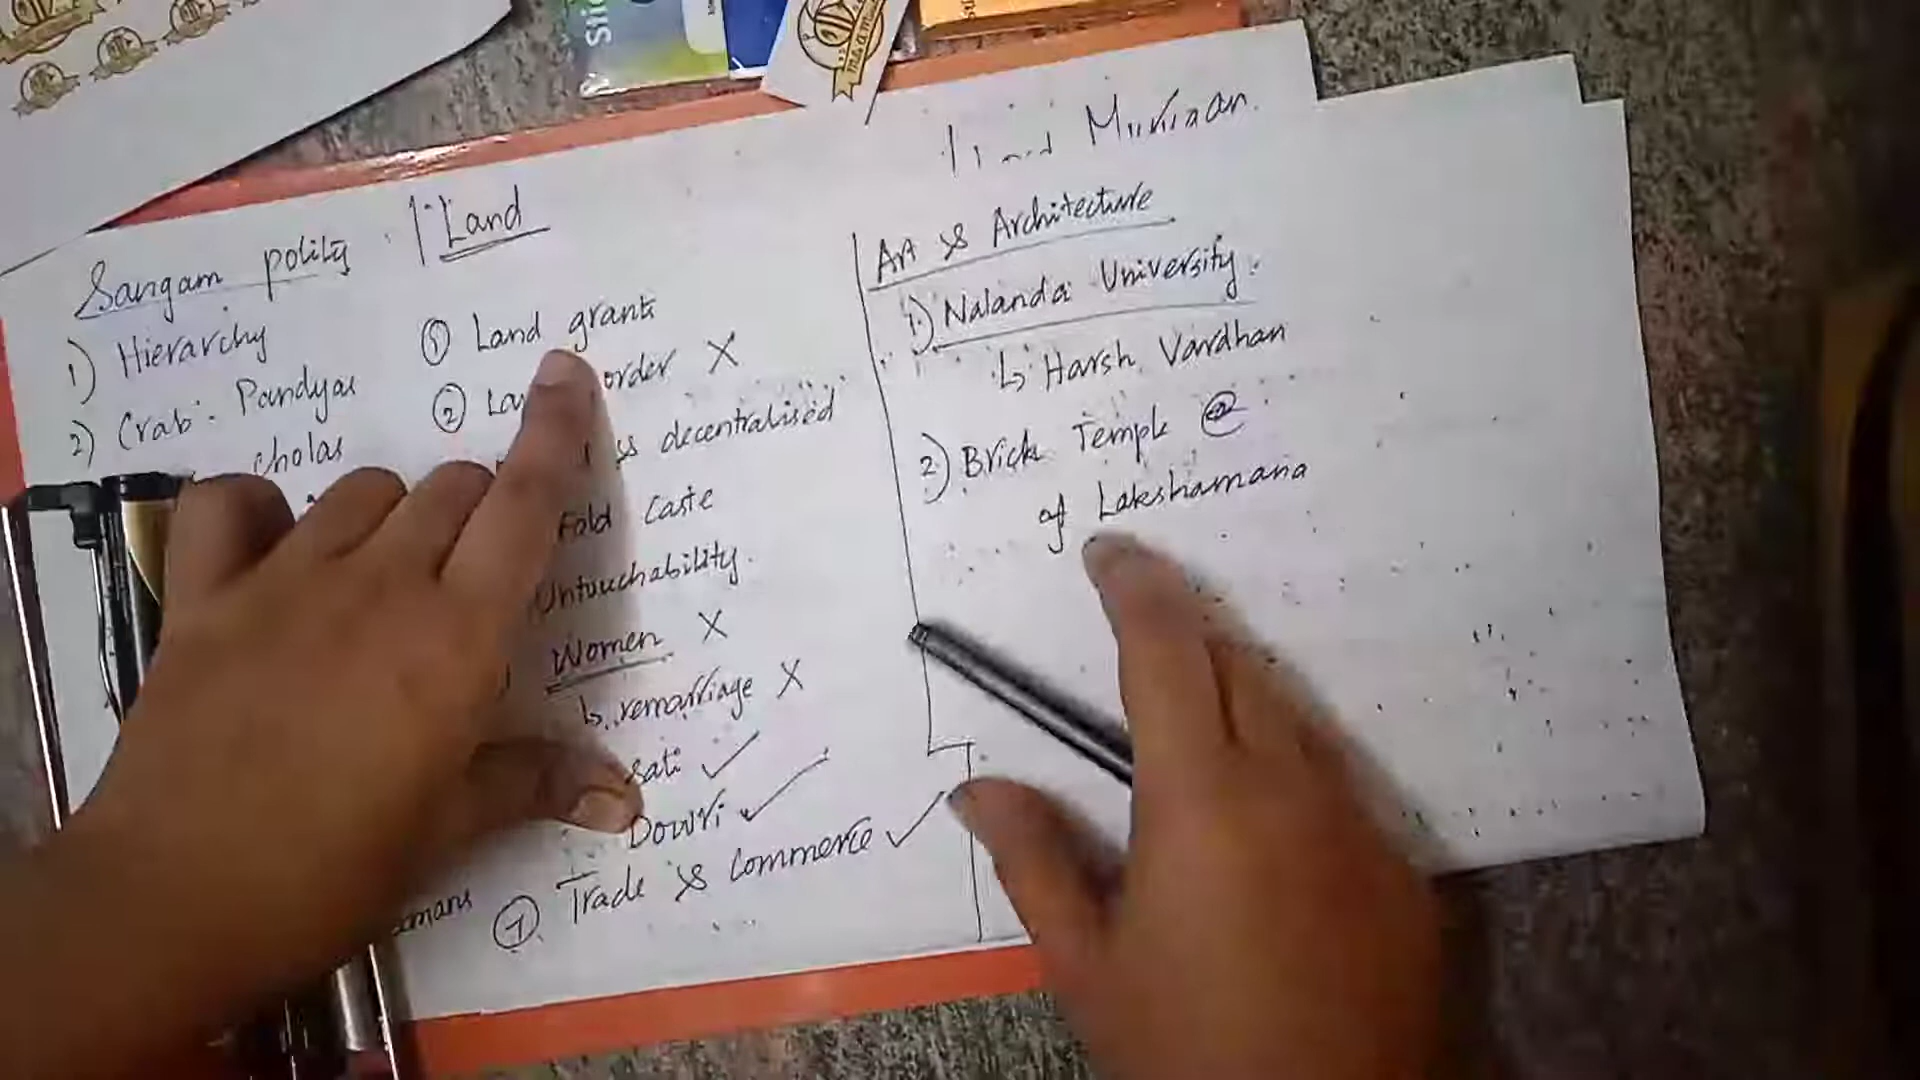 Sangam polity
1) Hierarchy
2) Crab: Pandyas
Cholas
Land
① Land grants
② order X
& decentralised
Fold Caste
Untouchability.
Women X
↳ remarriage X
Sati ✓
Dowri ✓
⑦ Trade & Commerce ✓
Art & Architecture
1.) Nalanda University.
↳ Harsh Vardhan
2) Brick Temple @
of Lakshamana